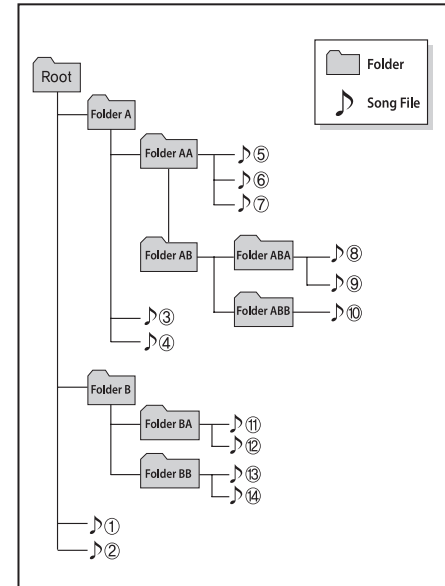 Folder
Root
Song File
Folder A
Folder AA
⑤
⑥
⑦
Folder AB
Folder ABA
⑧
⑨
Folder ABB
⑩
③
④
Folder B
Folder BA
⑪
⑫
Folder BB
⑬
⑭
①
②